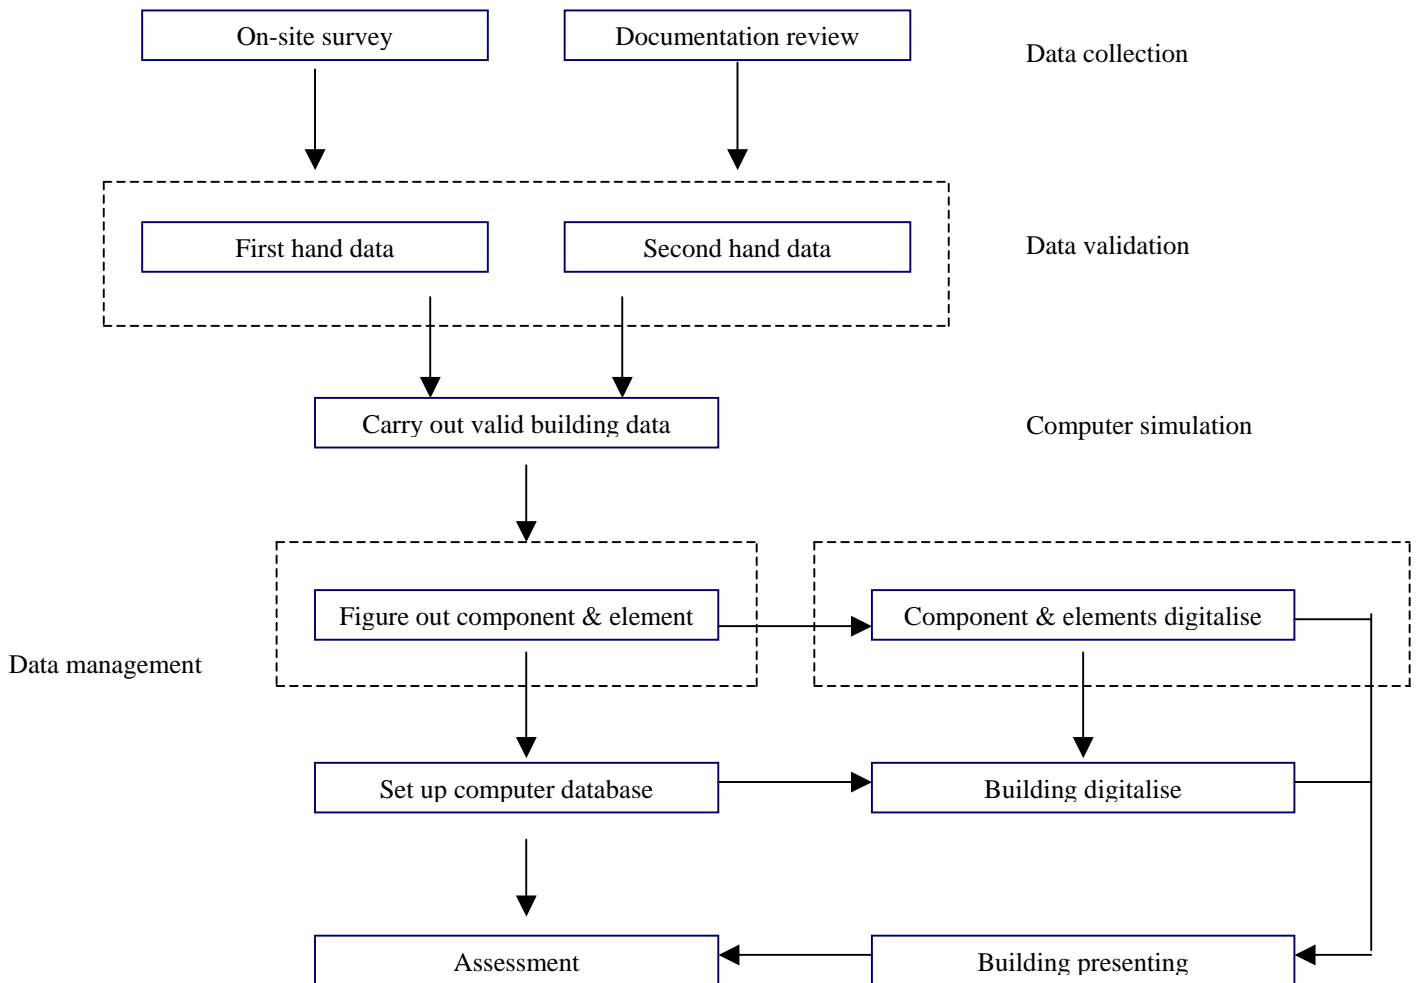 On-site survey
Documentation review
Data collection
First hand data
Second hand data
Data validation
Carry out valid building data
Computer simulation
Figure out component & element
Component & elements digitalise
Data management
Set up computer database
Building digitalise
Assessment
Building presenting